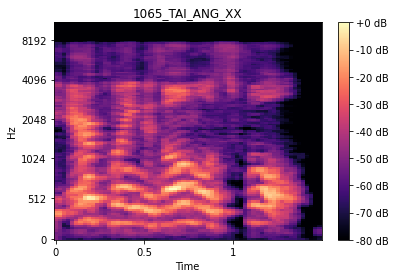 1065_TAI_ANG_XX
+0 dB
8192
-10 dB
4096
-20 dB
-30 dB
2048
-40 dB
Hz
1024
-50 dB
512
-60 dB
-70 dB
0
-80 dB
0
0.5
1
Time